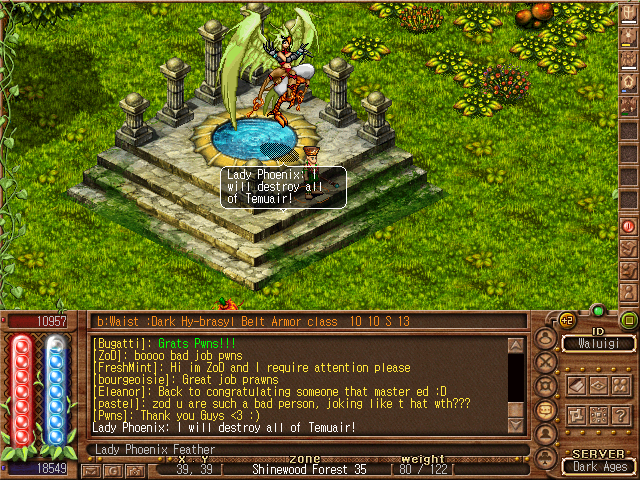 Lady Phoenix: I
will destroy all
of Temuair!
10957
b:Waist :Dark Hy-brasyl Belt Armor class 10 10 S 13
+2
[Bugatti]: Grats Pwns!!!
[ZoD]: boooo bad job pwns
[FreshMint]: Hi im ZoD and I require attention please
[bourgeoisie]: Great job prawns
[Eleanor]: Back to congratulating someone that master ed :D
[pastel]: zod u are such a bad person, joking like t hat wth???
[Pwns]: Thank you Guys <3 :)
Lady Phoenix: I will destroy all of Temuair!
Lady Phoenix Feather
18549
X Y ZONE weight
39, 39 Shinewood Forest 35 80 / 122
ID
Waluigi
SERVER
Dark Ages